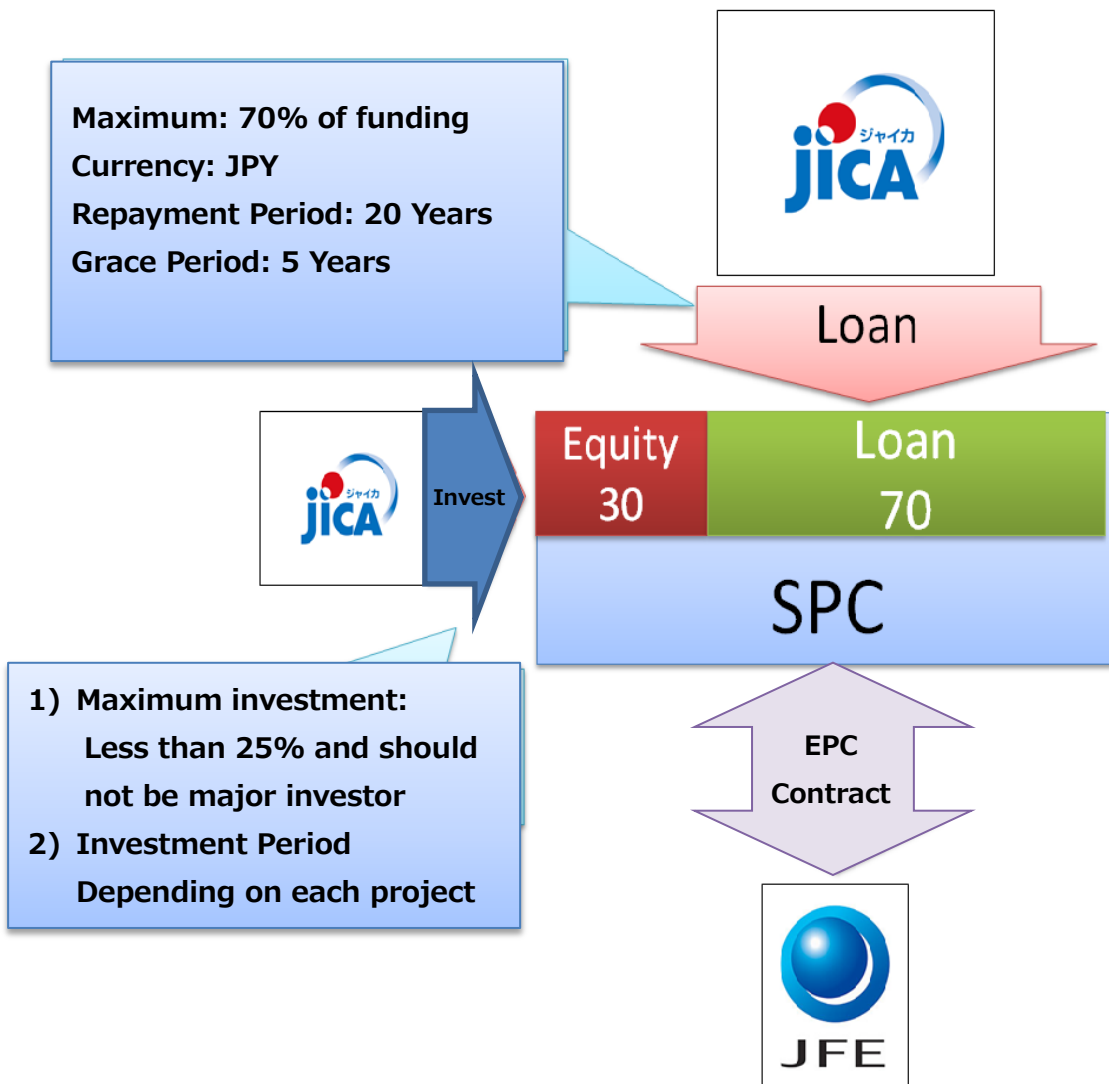 Maximum: 70% of funding
Currency: JPY
Repayment Period: 20 Years
Grace Period: 5 Years
ジャイカ
jICA
Loan
ジャイカ
jICA
Invest
Equity
30
Loan
70
SPC
1) Maximum investment:
Less than 25% and should
not be major investor
2) Investment Period
Depending on each project
EPC
Contract
JFE